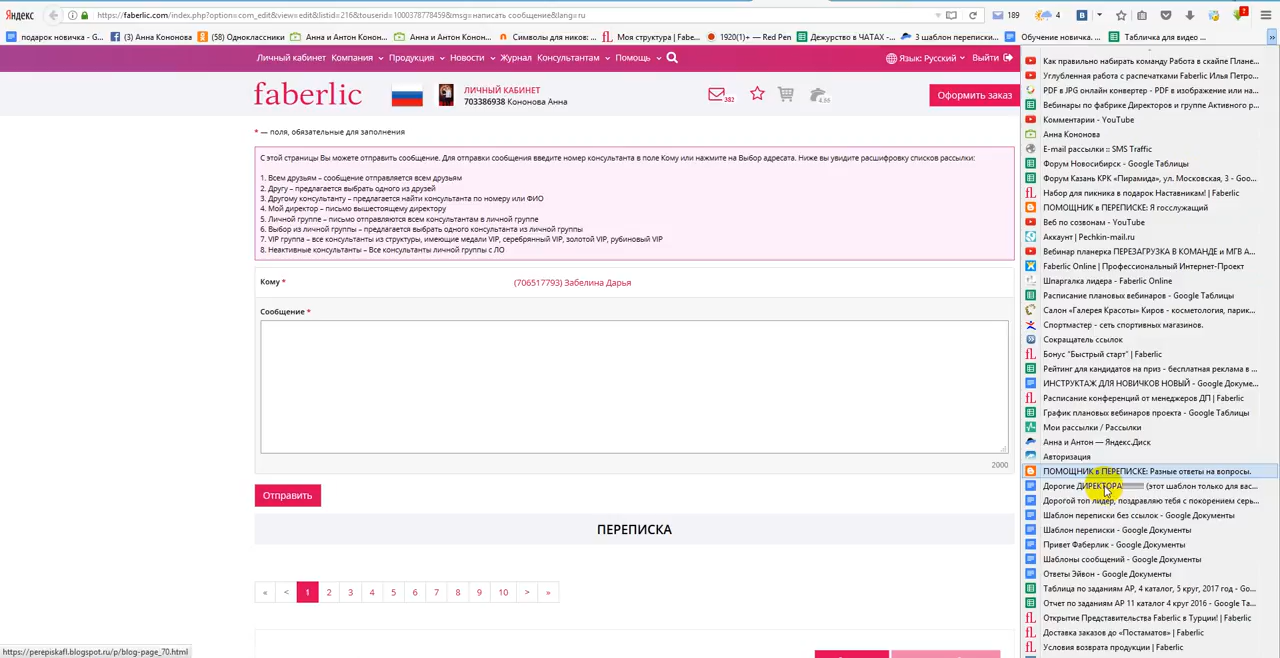 Яндекс
https://faberlic.com/index.php?option=com_edit&view=edit&listid=216&touserid=1000378778459&msg=написать сообщение&lang=ru
189
+4
подарок новичка - G...
(3) Анна Кононова
(58) Одноклассники
Анна и Антон Конон...
Анна и Антон Конон...
Символы для ников: ...
Моя структура | Fabe...
1920(1)+ — Red Pen
Дежурство в ЧАТАХ -...
3 шаблон переписки...
Обучение новичка. ...
Табличка для видео ...
Личный кабинет
Компания
Продукция
Новости
Журнал
Консультантам
Помощь
Язык: Русский
Выйти
faberlic
ЛИЧНЫЙ КАБИНЕТ
703386938 Кононова Анна
382
4.55
Оформить заказ
* — поля, обязательные для заполнения
С этой страницы Вы можете отправить сообщение. Для отправки сообщения введите номер консультанта в поле Кому или нажмите на Выбор адресата. Ниже вы увидите расшифровку списков рассылки:
1. Всем друзьям – сообщение отправляется всем друзьям
2. Другу – предлагается выбрать одного из друзей
3. Другому консультанту – предлагается найти консультанта по номеру или ФИО
4. Мой директор – письмо вышестоящему директору
5. Личной группе – письмо отправляются всем консультантам в личной группе
6. Выбор из личной группы – предлагается выбрать одного консультанта из личной группы
7. VIP группа – все консультанты из структуры, имеющие медали VIP, серебрянный VIP, золотой VIP, рубиновый VIP
8. Неактивные консультанты – Все консультанты личной группы с ЛО
Кому *
(706517793) Забелина Дарья
Сообщение *
2000
Отправить
ПЕРЕПИСКА
« < 1 2 3 4 5 6 7 8 9 10 > »
https://perepiskafl.blogspot.ru/p/blog-page_70.html
Как правильно набирать команду Работа в скайпе Плане...
Углубленная работа с распечатками Faberlic Илья Петро...
PDF в JPG онлайн конвертер - PDF в изображение или на...
Вебинары по фабрике Директоров и группе Активного р...
Комментарии - YouTube
Анна Кононова
E-mail рассылки :: SMS Traffic
Форум Новосибирск - Google Таблицы
Форум Казань КРК «Пирамида», ул. Московская, 3 - Goo...
Набор для пикника в подарок Наставникам! | Faberlic
ПОМОЩНИК в ПЕРЕПИСКЕ: Я госслужащий
Веб по созвонам - YouTube
Аккаунт | Pechkin-mail.ru
Вебинар планерка ПЕРЕЗАГРУЗКА В КОМАНДЕ и МГВ А...
Faberlic Online | Профессиональный Интернет-Проект
Шпаргалка лидера - Faberlic Online
Расписание плановых вебинаров - Google Таблицы
Салон «Галерея Красоты» Киров - косметология, парик...
Спортмастер - сеть спортивных магазинов.
Сокращатель ссылок
Бонус "Быстрый старт" | Faberlic
Рейтинг для кандидатов на приз - бесплатная реклама в ...
ИНСТРУКТАЖ ДЛЯ НОВИЧКОВ НОВЫЙ - Google Докуме...
Расписание конференций от менеджеров ДП | Faberlic
График плановых вебинаров проекта - Google Таблицы
Мои рассылки / Рассылки
Анна и Антон — Яндекс.Диск
Авторизация
ПОМОЩНИК в ПЕРЕПИСКЕ: Разные ответы на вопросы.
Дорогие ДИРЕКТОРА (этот шаблон только для вас...
Дорогой топ лидер, поздравляю тебя с покорением серь...
Шаблон переписки без ссылок - Google Документы
Шаблон переписки - Google Документы
Привет Фаберлик - Google Документы
Шаблоны сообщений - Google Документы
Ответы Эйвон - Google Документы
Таблица по заданиям АР, 4 каталог, 5 круг, 2017 год - Go...
Отчет по заданиям АР 11 каталог 4 круг 2016 - Google Та...
Открытие Представительства Faberlic в Турции! | Faberlic
Доставка заказов до «Постаматов» | Faberlic
Условия возврата продукции | Faberlic